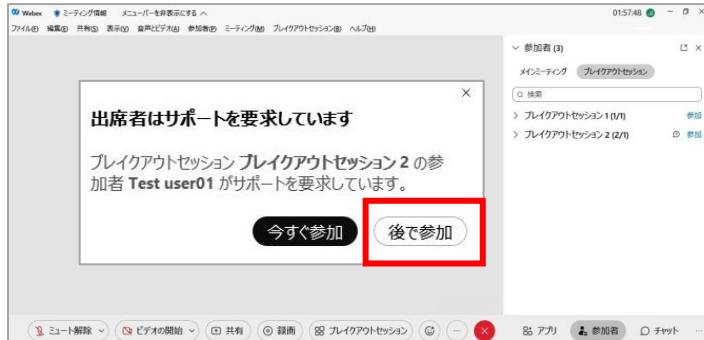 Webex ミーティング情報 メニューバーを非表示にする 01:57:48
ファイル(F) 編集(E) 共有(S) 表示(V) 音声とビデオ(A) 参加者(P) ミーティング(M) ブレイクアウトセッション(B) ヘルプ(H)
参加者 (3)
メインミーティング ブレイクアウトセッション
検索
ブレイクアウトセッション 1 (1/1) 参加
ブレイクアウトセッション 2 (2/1) 参加
出席者はサポートを要求しています
ブレイクアウトセッション ブレイクアウトセッション 2 の参
加者 Test user01 がサポートを要求しています。
今すぐ参加 後で参加
ミュート解除 ビデオの開始 共有 録画 ブレイクアウトセッション アプリ 参加者 チャット